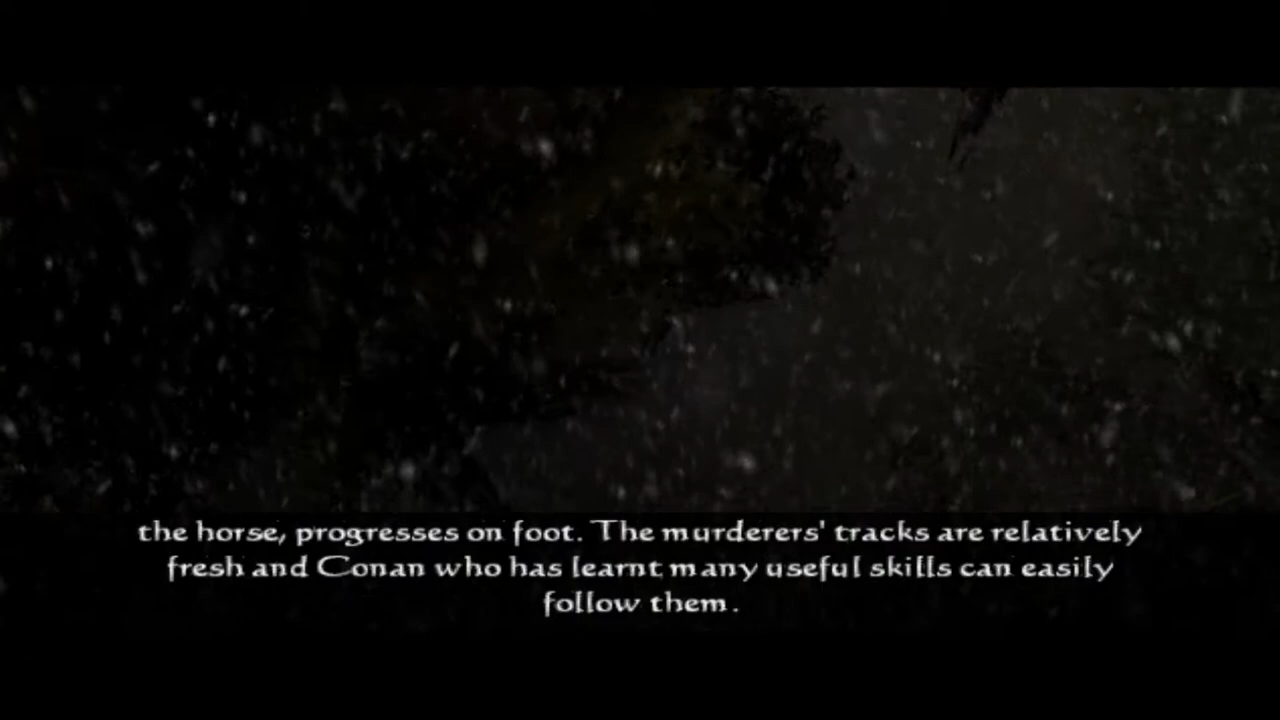 the horse, progresses on foot. The murderers' tracks are relatively
fresh and Conan who has learnt many useful skills can easily
follow them.